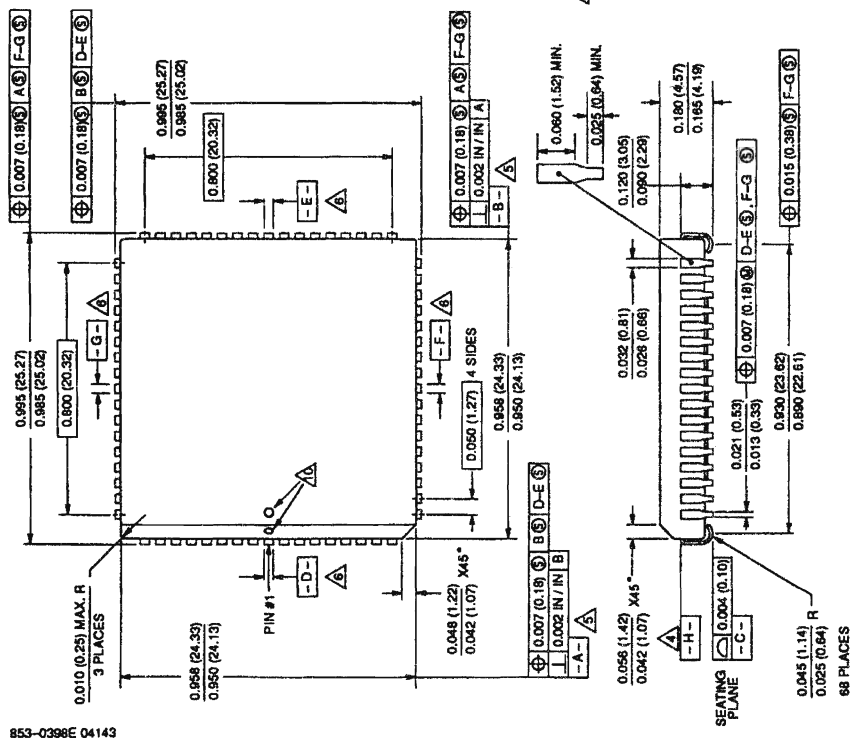 ⌖ 0.007 (0.18) Ⓢ A Ⓢ F-G Ⓢ
⌖ 0.007 (0.18) Ⓢ B Ⓢ D-E Ⓢ
0.995 (25.27)
0.985 (25.02)
0.800 (20.32)
-E-
6
0.995 (25.27)
0.985 (25.02)
0.800 (20.32)
-G-
6
0.010 (0.25) MAX. R
3 PLACES
0.958 (24.33)
0.950 (24.13)
PIN #1
-D-
6
10
0.048 (1.22) X45°
0.042 (1.07)
-F-
6
0.050 (1.27) 4 SIDES
0.958 (24.33)
0.950 (24.13)
⌖ 0.007 (0.18) Ⓢ A Ⓢ F-G Ⓢ
⊥ 0.002 IN / IN A
-B-
5
⌖ 0.007 (0.18) Ⓢ B Ⓢ D-E Ⓢ
⊥ 0.002 IN / IN B
-A-
5
0.060 (1.52) MIN.
0.025 (0.64) MIN.
0.120 (3.05)
0.090 (2.29)
0.180 (4.57)
0.165 (4.19)
0.032 (0.81)
0.026 (0.66)
0.021 (0.53)
0.013 (0.33)
⌖ 0.007 (0.18) Ⓜ D-E Ⓢ, F-G Ⓢ
0.930 (23.62)
0.890 (22.61)
⌖ 0.015 (0.38) Ⓢ F-G Ⓢ
0.056 (1.42) X45°
0.042 (1.07)
4
-H-
⌓ 0.004 (0.10)
-C-
SEATING
PLANE
0.045 (1.14) R
0.025 (0.64)
68 PLACES
853-0398E 04143